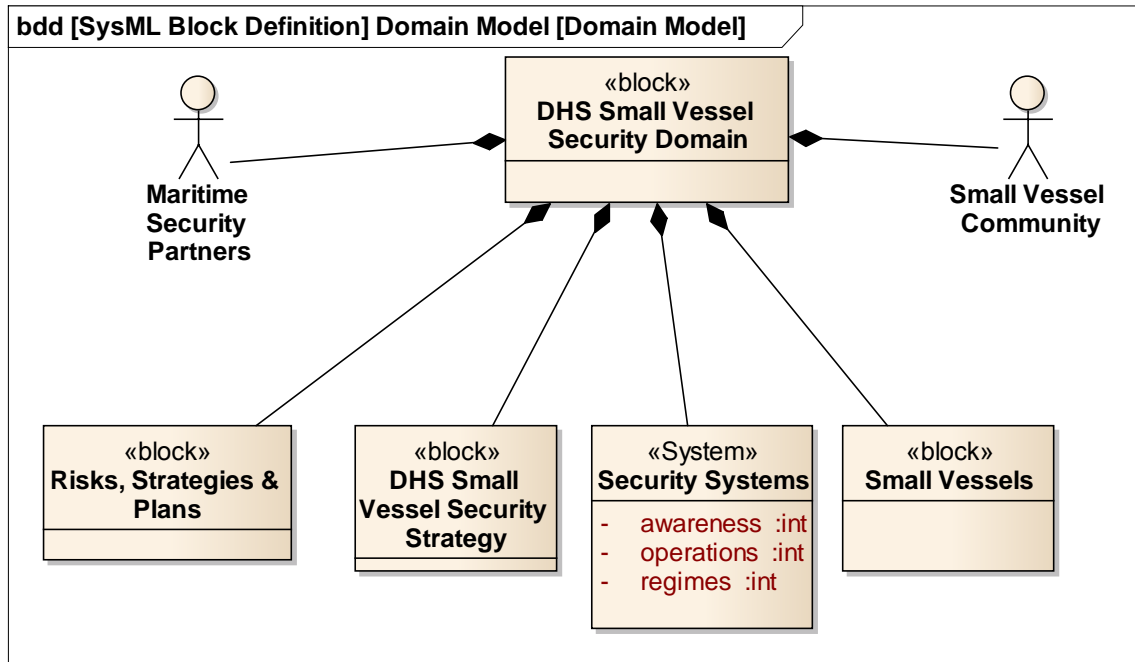 bdd [SysML Block Definition] Domain Model [Domain Model]
«block»
DHS Small Vessel
Security Domain
Maritime
Security
Partners
Small Vessel
Community
«block»
Risks, Strategies &
Plans
«block»
DHS Small
Vessel Security
Strategy
«System»
Security Systems
- awareness :int
- operations :int
- regimes :int
«block»
Small Vessels